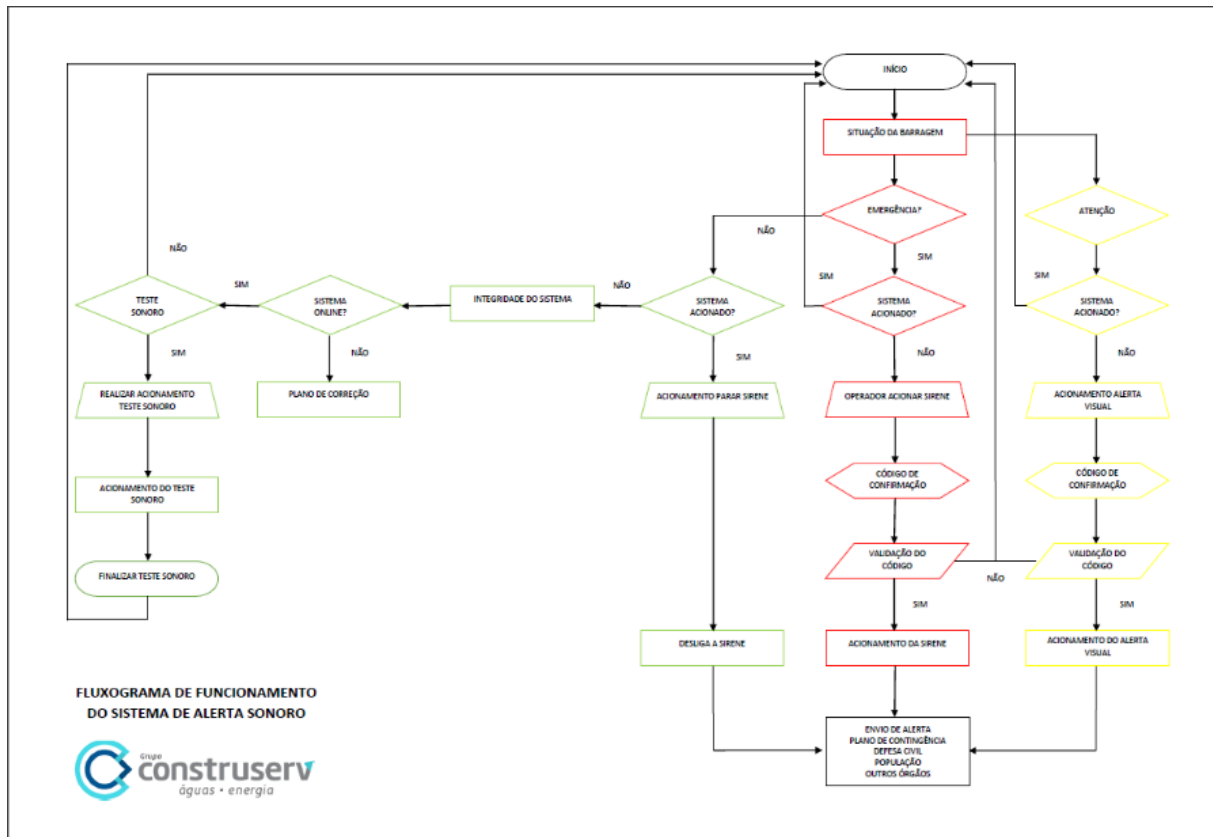 INÍCIO
SITUAÇÃO DA BARRAGEM
EMERGÊNCIA?
ATENÇÃO
NÃO
NÃO
SIM
SIM
SIM
SIM
NÃO
TESTE
SONORO
SISTEMA
ONLINE?
INTEGRIDADE DO SISTEMA
SISTEMA
ACIONADO?
SISTEMA
ACIONADO?
SISTEMA
ACIONADO?
SIM
NÃO
SIM
NÃO
NÃO
REALIZAR ACIONAMENTO
TESTE SONORO
PLANO DE CORREÇÃO
ACIONAMENTO PARAR SIRENE
OPERADOR ACIONAR SIRENE
ACIONAMENTO ALERTA
VISUAL
ACIONAMENTO DO TESTE
SONORO
CÓDIGO DE
CONFIRMAÇÃO
CÓDIGO DE
CONFIRMAÇÃO
FINALIZAR TESTE SONORO
VALIDAÇÃO DO
CÓDIGO
NÃO
VALIDAÇÃO DO
CÓDIGO
SIM
SIM
DESLIGA A SIRENE
ACIONAMENTO DA SIRENE
ACIONAMENTO DO ALERTA
VISUAL
FLUXOGRAMA DE FUNCIONAMENTO
DO SISTEMA DE ALERTA SONORO
ENVIO DE ALERTA
PLANO DE CONTINGÊNCIA
DEFESA CIVIL
POPULAÇÃO
OUTROS ÓRGÃOS
Grupo
construserv
águas • energia